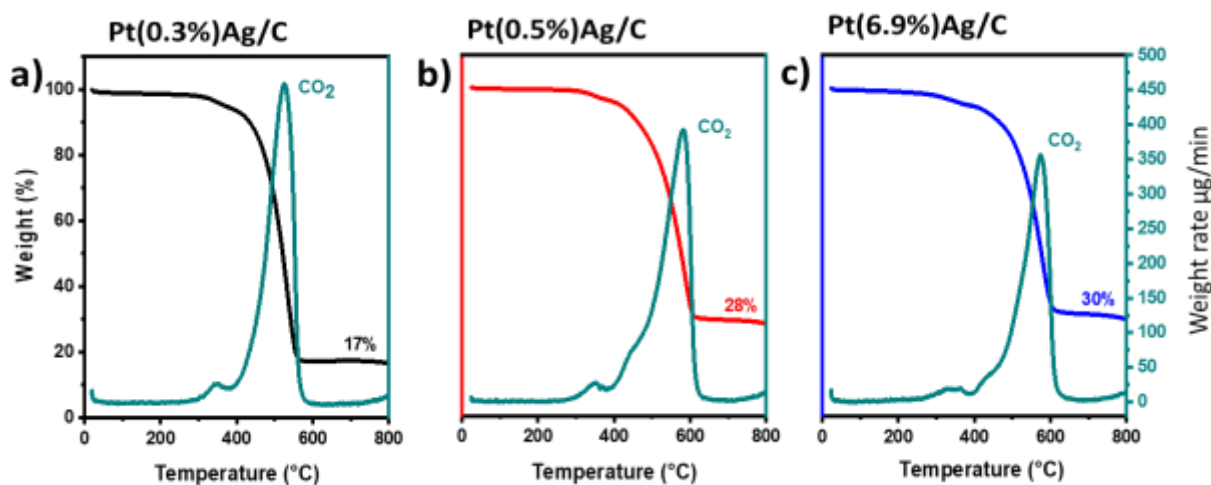 Pt(0.3%)Ag/C
Pt(0.5%)Ag/C
Pt(6.9%)Ag/C
a)
b)
c)
CO2
CO₂
CO₂
Weight (%)
100
80
60
40
20
0
17%
28%
30%
500
450
400
350
300
250
200
150
100
50
0
Weight rate µg/min
0 200 400 600 800
0 200 400 600 800
0 200 400 600 800
Temperature (°C)
Temperature (°C)
Temperature (°C)